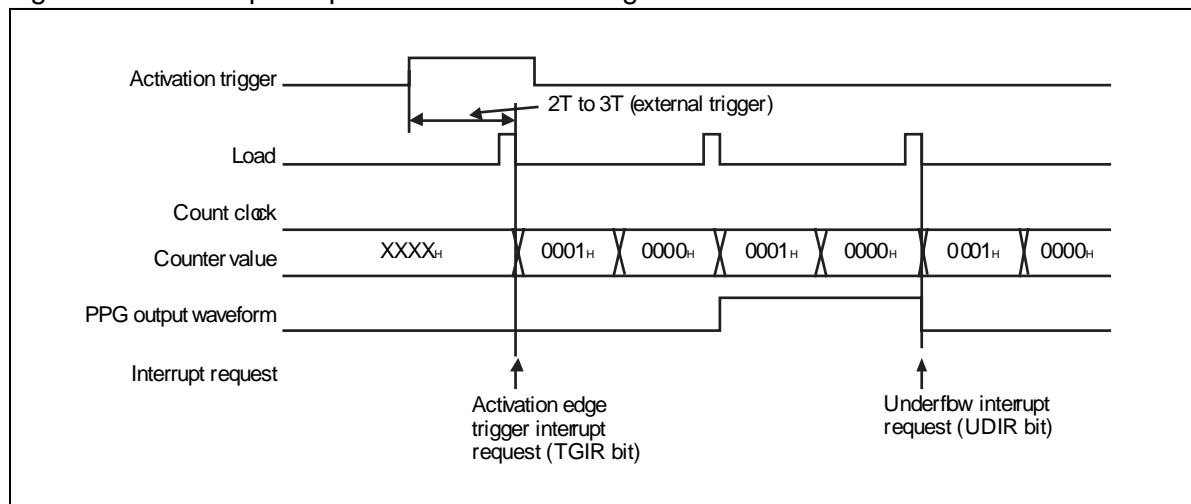 Activation trigger
2T to 3T (external trigger)
Load
Count clock
Counter value
XXXXH 0001H 0000H 0001H 0000H 0001H 0000H
PPG output waveform
Interrupt request
Activation edge
trigger interrupt
request (TGIR bit)
Underflow interrupt
request (UDIR bit)